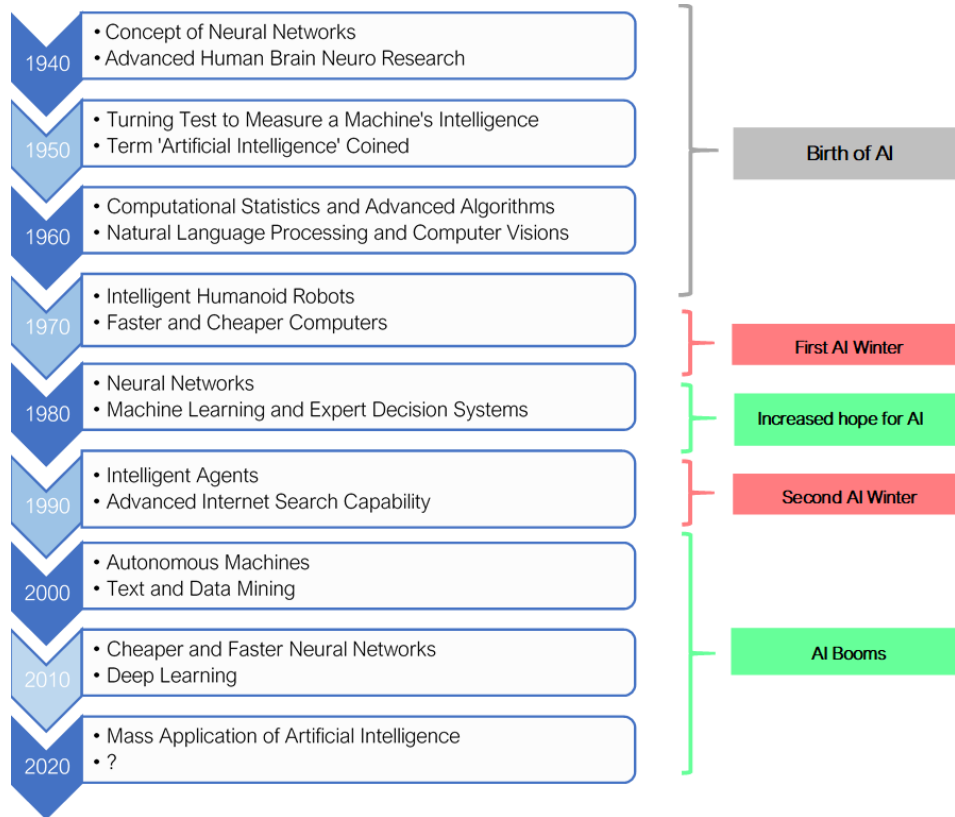 • Concept of Neural Networks
• Advanced Human Brain Neuro Research
1940
• Turning Test to Measure a Machine's Intelligence
• Term 'Artificial Intelligence' Coined
1950
Birth of AI
• Computational Statistics and Advanced Algorithms
• Natural Language Processing and Computer Visions
1960
• Intelligent Humanoid Robots
• Faster and Cheaper Computers
1970
First AI Winter
• Neural Networks
• Machine Learning and Expert Decision Systems
1980
Increased hope for AI
• Intelligent Agents
• Advanced Internet Search Capability
1990
Second AI Winter
• Autonomous Machines
• Text and Data Mining
2000
• Cheaper and Faster Neural Networks
• Deep Learning
2010
AI Booms
• Mass Application of Artificial Intelligence
• ?
2020